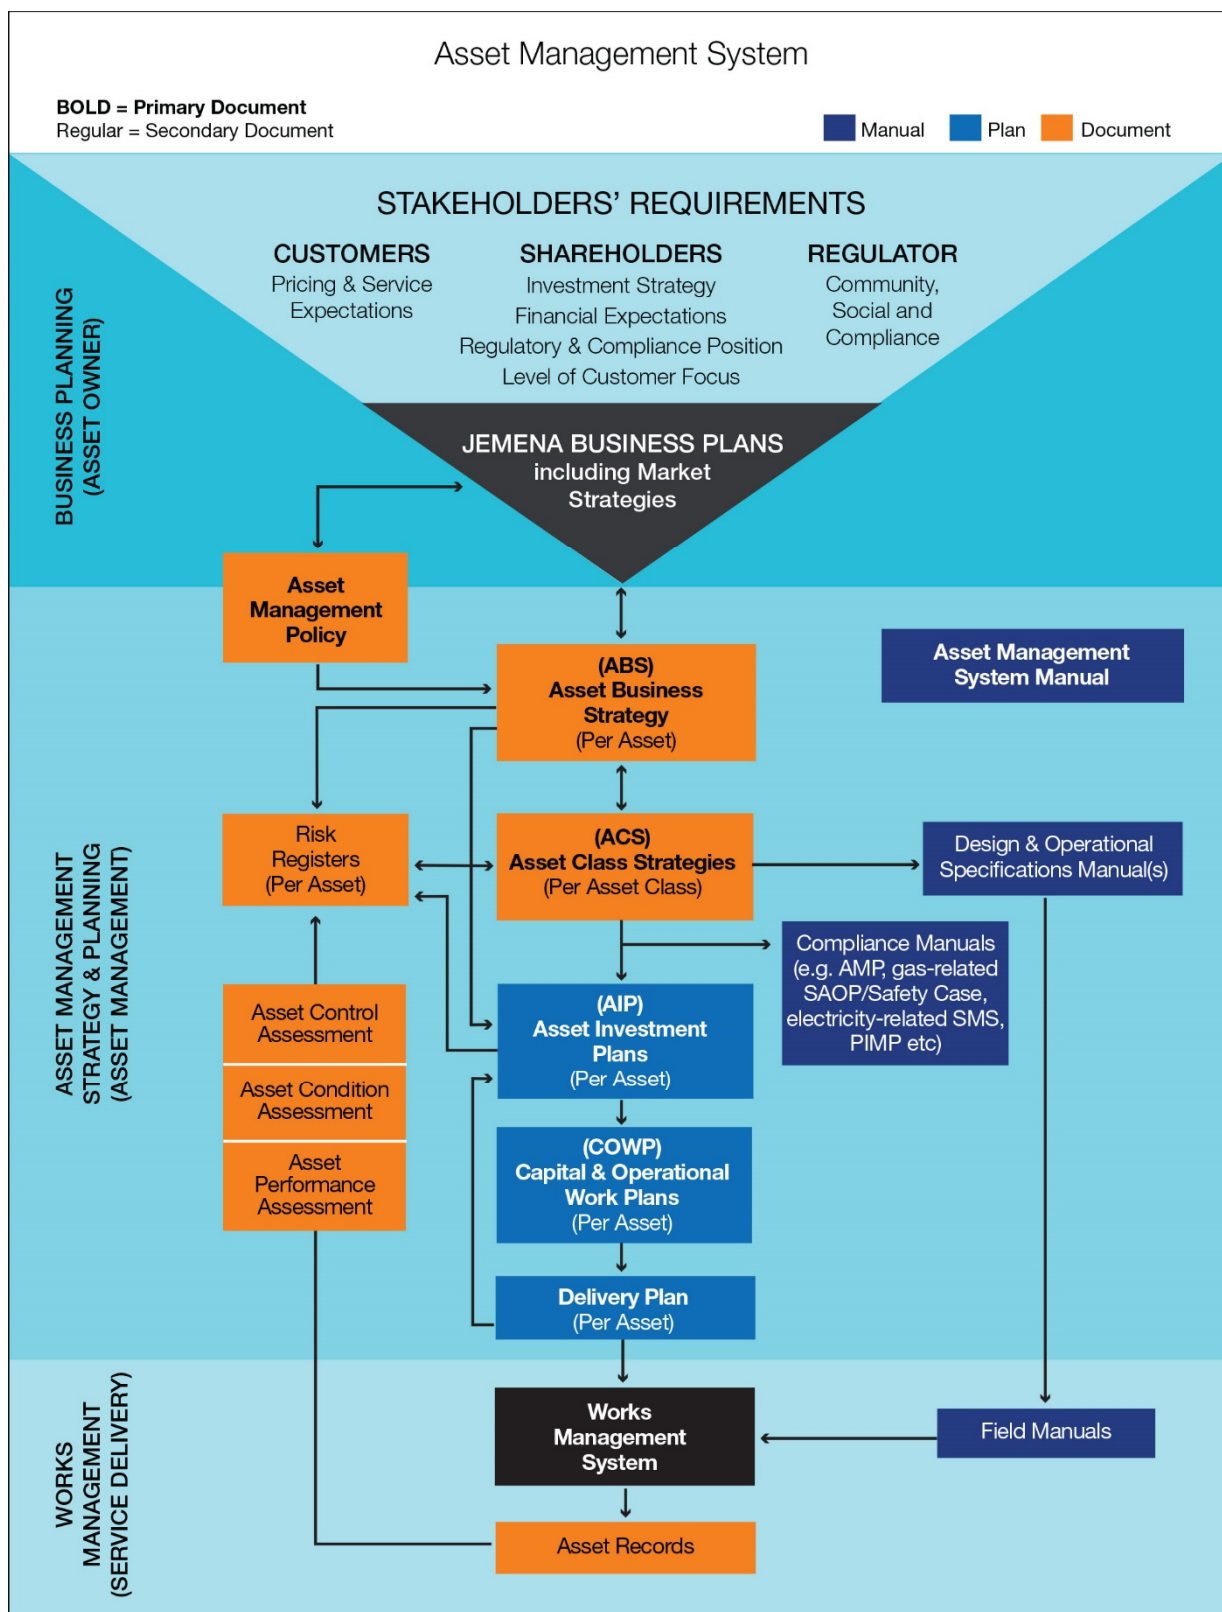 Asset Management System
BOLD = Primary Document
Regular = Secondary Document
Manual
Plan
Document
STAKEHOLDERS' REQUIREMENTS
CUSTOMERS
Pricing & Service
Expectations
SHAREHOLDERS
Investment Strategy
Financial Expectations
Regulatory & Compliance Position
Level of Customer Focus
REGULATOR
Community,
Social and
Compliance
JEMENA BUSINESS PLANS
including Market
Strategies
BUSINESS PLANNING
(ASSET OWNER)
Asset
Management
Policy
(ABS)
Asset Business
Strategy
(Per Asset)
Asset Management
System Manual
ASSET MANAGEMENT
STRATEGY & PLANNING
(ASSET MANAGEMENT)
Risk
Registers
(Per Asset)
(ACS)
Asset Class Strategies
(Per Asset Class)
Design & Operational
Specifications Manual(s)
Compliance Manuals
(e.g. AMP, gas-related
SAOP/Safety Case,
electricity-related SMS,
PIMP etc)
Asset Control
Assessment
Asset Condition
Assessment
Asset
Performance
Assessment
(AIP)
Asset Investment
Plans
(Per Asset)
(COWP)
Capital & Operational
Work Plans
(Per Asset)
Delivery Plan
(Per Asset)
WORKS
MANAGEMENT
(SERVICE DELIVERY)
Works
Management
System
Field Manuals
Asset Records